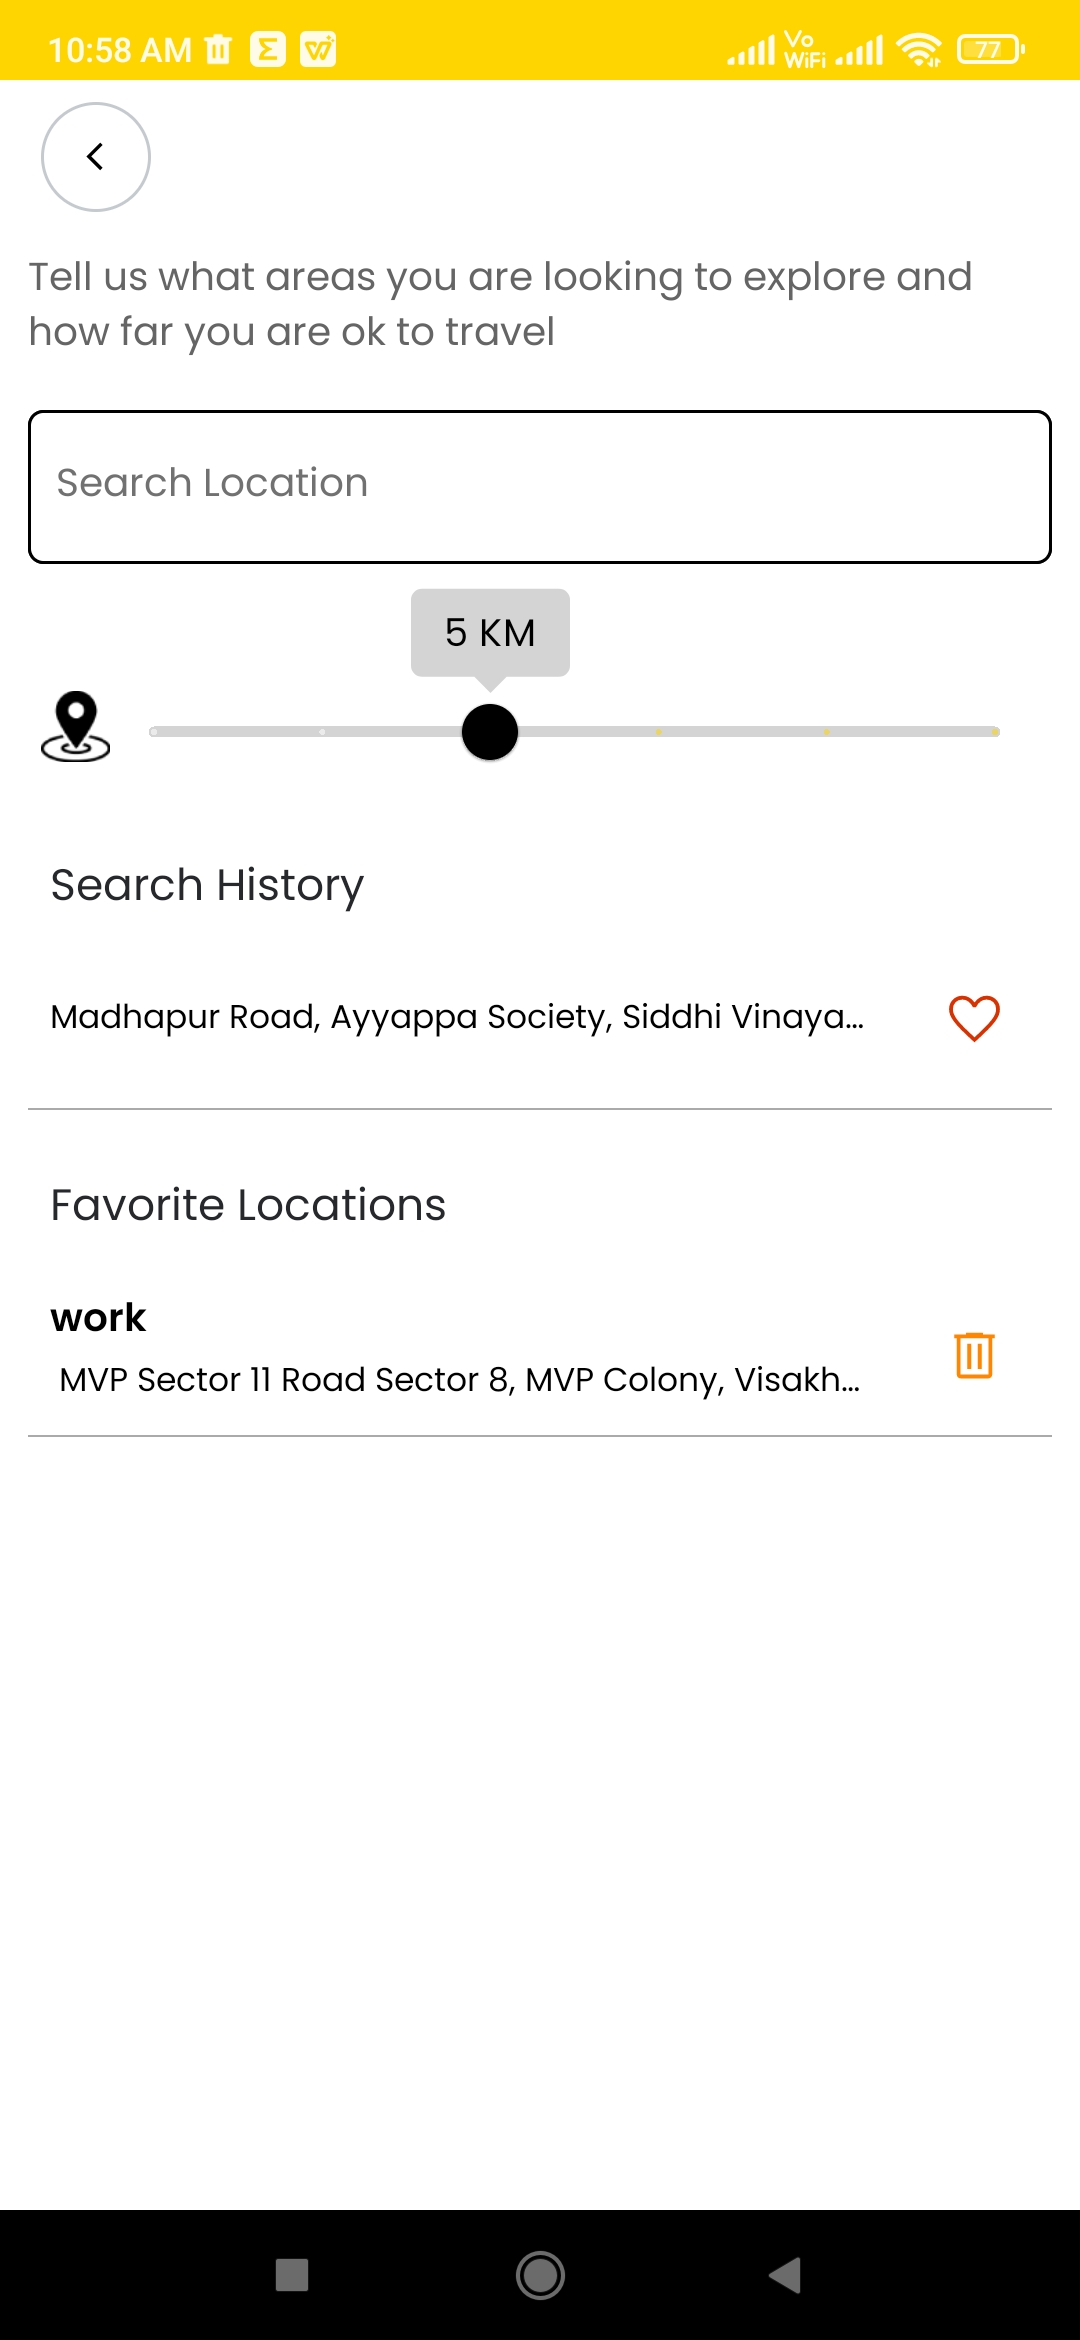 10:58 AM
Vo
WiFi
77
Tell us what areas you are looking to explore and
how far you are ok to travel
Search Location
5 KM
Search History
Madhapur Road, Ayyappa Society, Siddhi Vinaya...
Favorite Locations
work
MVP Sector 11 Road Sector 8, MVP Colony, Visakh...